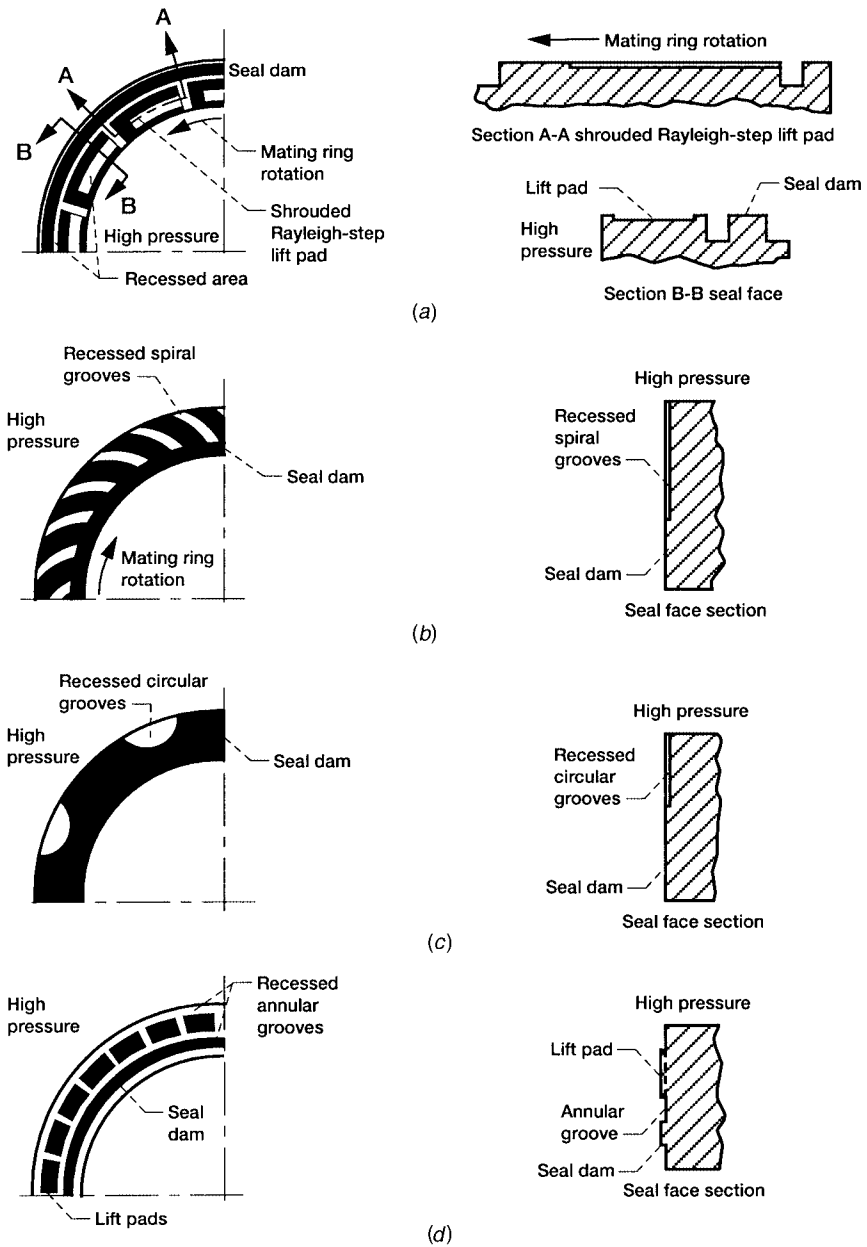 A
A
Seal dam
B
B
Mating ring
rotation
Shrouded
Rayleigh-step
lift pad
High pressure
Recessed area
Mating ring rotation
Section A-A shrouded Rayleigh-step lift pad
Lift pad
Seal dam
High
pressure
Section B-B seal face
(a)
Recessed spiral
grooves
High
pressure
Seal dam
Mating ring
rotation
High pressure
Recessed
spiral
grooves
Seal dam
Seal face section
(b)
Recessed circular
grooves
High
pressure
Seal dam
High pressure
Recessed
circular
grooves
Seal dam
Seal face section
(c)
High
pressure
Recessed
annular
grooves
Seal
dam
Lift pads
High pressure
Lift pad
Annular
groove
Seal dam
Seal face section
(d)